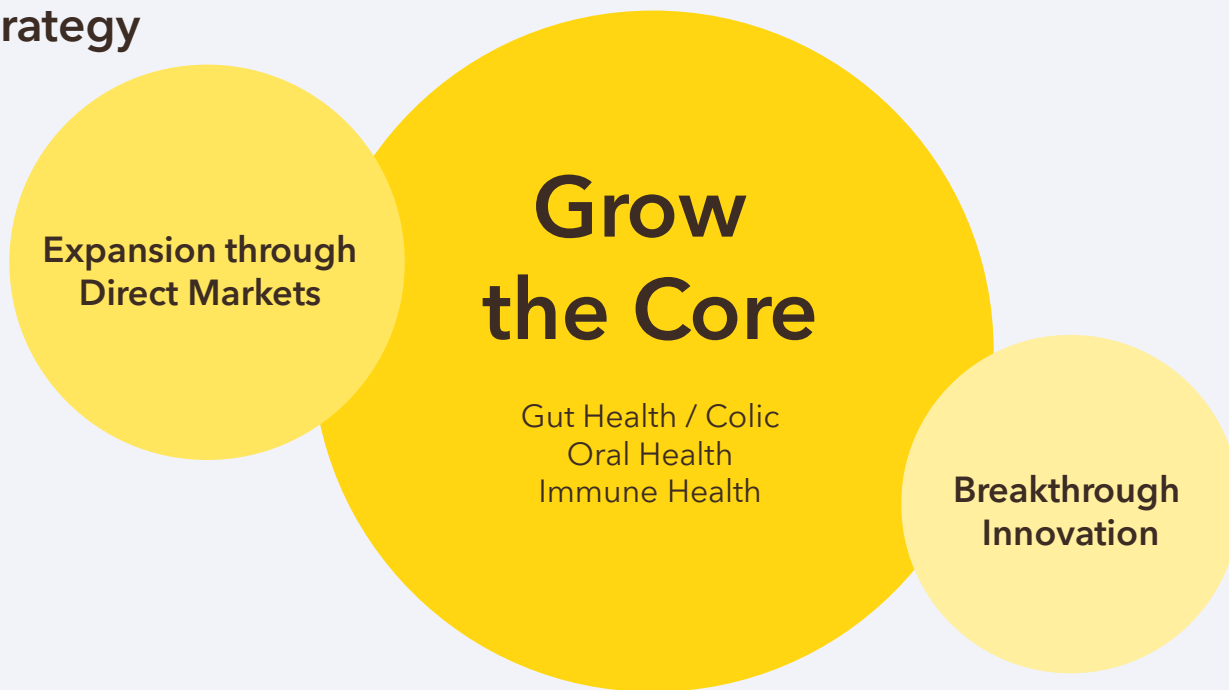 rategy
Expansion through
Direct Markets
Grow
the Core
Gut Health / Colic
Oral Health
Immune Health
Breakthrough
Innovation